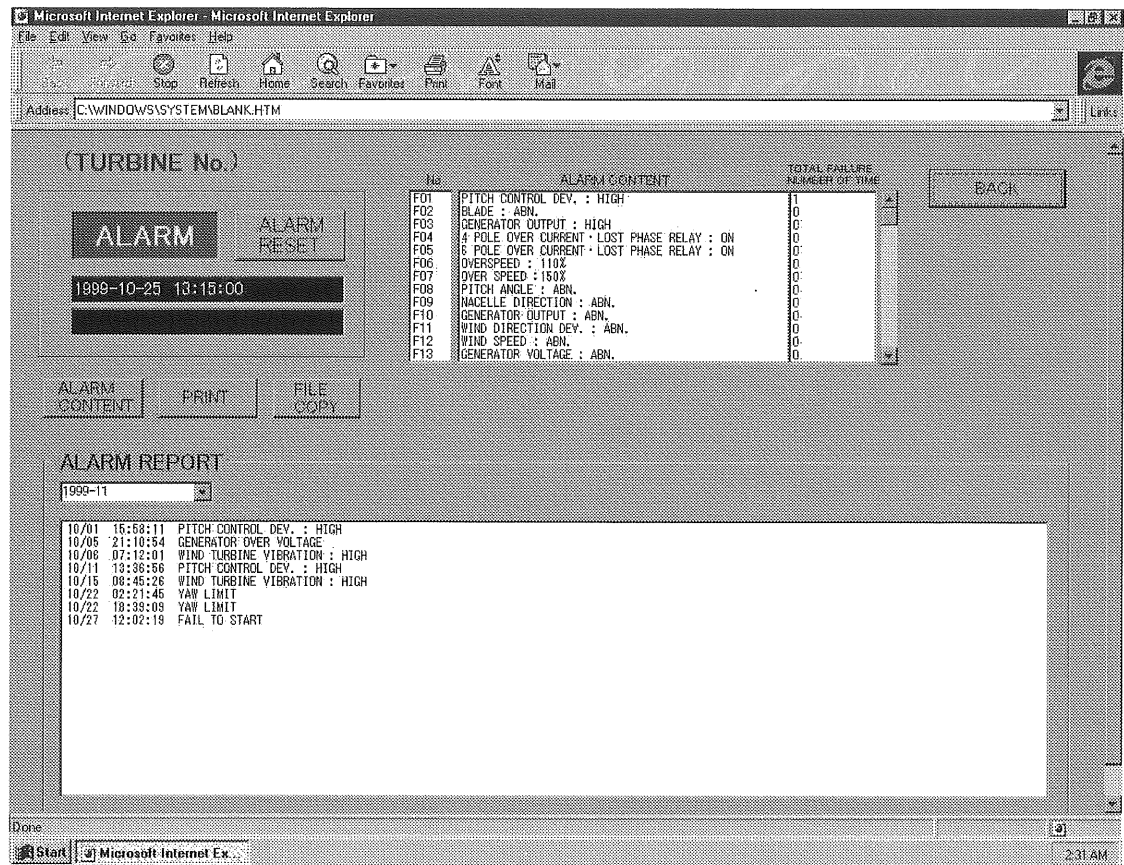 Microsoft Internet Explorer - Microsoft Internet Explorer
File Edit View Go Favorites Help
Back Forward Stop Refresh Home Search Favorites Print Font Mail
Address C:\WINDOWS\SYSTEM\BLANK.HTM Links
(TURBINE No.)
ALARM
ALARM RESET
1999-10-25 13:15:00
No ALARM CONTENT TOTAL FAILURE NUMBER OF TIME
F01 PITCH CONTROL DEV. : HIGH 1
F02 BLADE : ABN. 0
F03 GENERATOR OUTPUT : HIGH 0
F04 4 POLE OVER CURRENT・LOST PHASE RELAY : ON 0
F05 6 POLE OVER CURRENT・LOST PHASE RELAY : ON 0
F06 OVERSPEED : 110% 0
F07 OVER SPEED :150% 0
F08 PITCH ANGLE : ABN. 0
F09 NACELLE DIRECTION : ABN. 0
F10 GENERATOR OUTPUT : ABN. 0
F11 WIND DIRECTION DEV. : ABN. 0
F12 WIND SPEED : ABN. 0
F13 GENERATOR VOLTAGE : ABN. 0
BACK
ALARM CONTENT
PRINT
FILE COPY
ALARM REPORT
1999-11
10/01 15:58:11 PITCH CONTROL DEV. : HIGH
10/05 21:10:54 GENERATOR OVER VOLTAGE
10/06 07:12:01 WIND TURBINE VIBRATION : HIGH
10/11 13:36:56 PITCH CONTROL DEV. : HIGH
10/15 08:45:26 WIND TURBINE VIBRATION : HIGH
10/22 02:21:45 YAW LIMIT
10/22 18:39:09 YAW LIMIT
10/27 12:02:19 FAIL TO START
Done
Start Microsoft Internet Ex... 2:31 AM